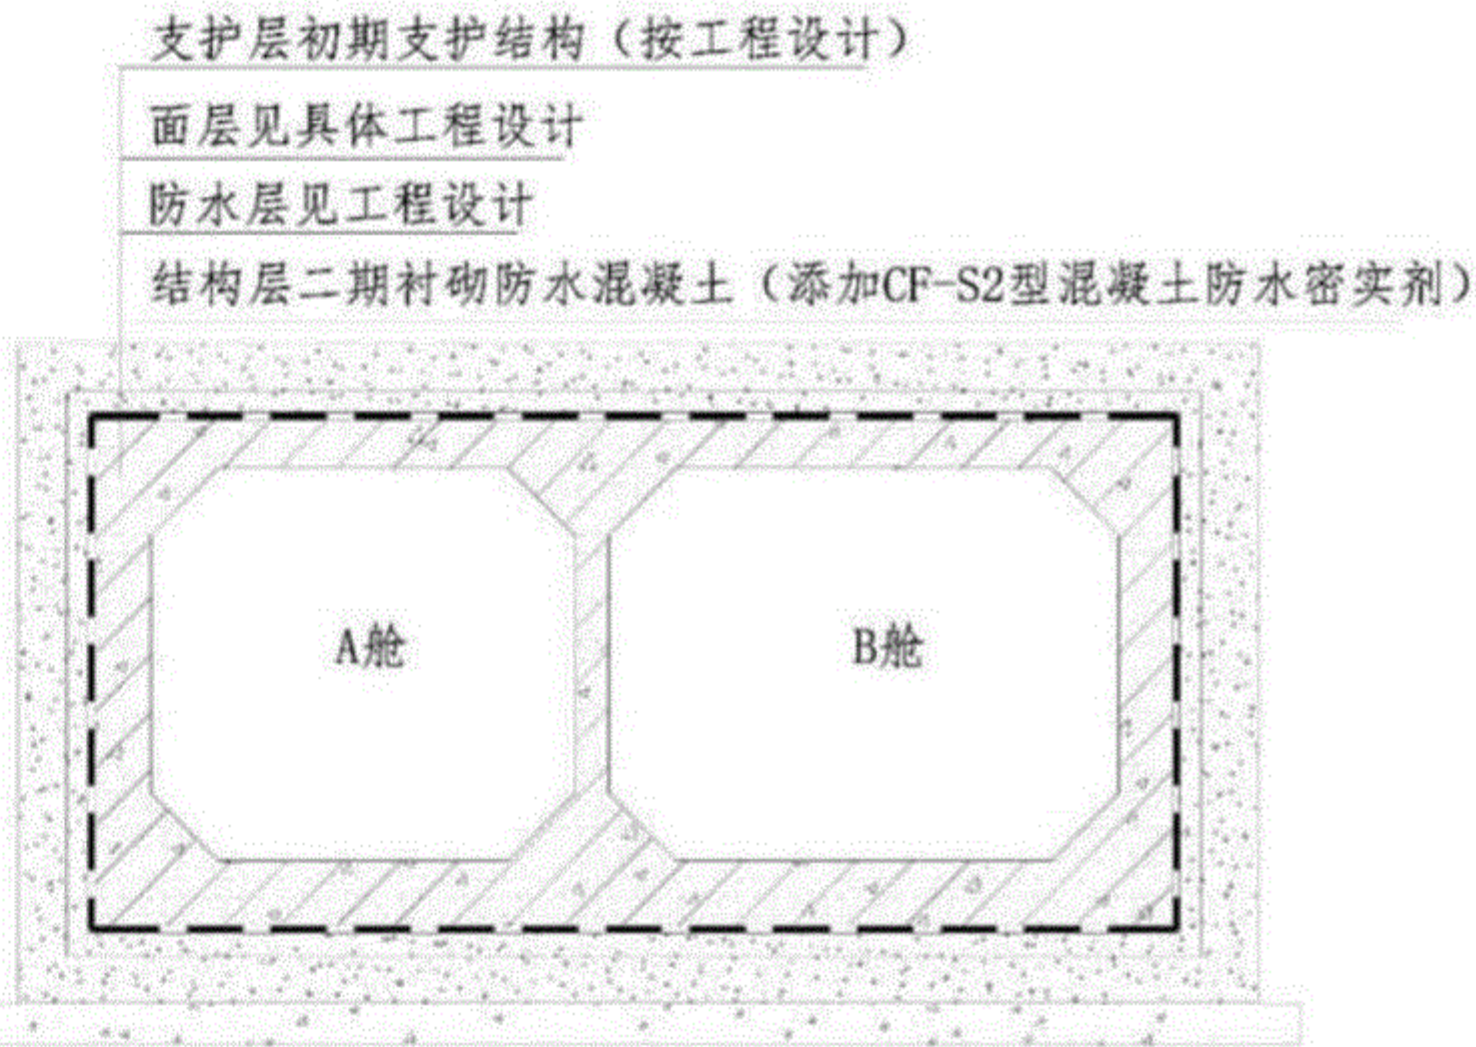 支护层初期支护结构（按工程设计）
面层见具体工程设计
防水层见工程设计
结构层二期衬砌防水混凝土（添加CF-S2型混凝土防水密实剂）
A舱
B舱